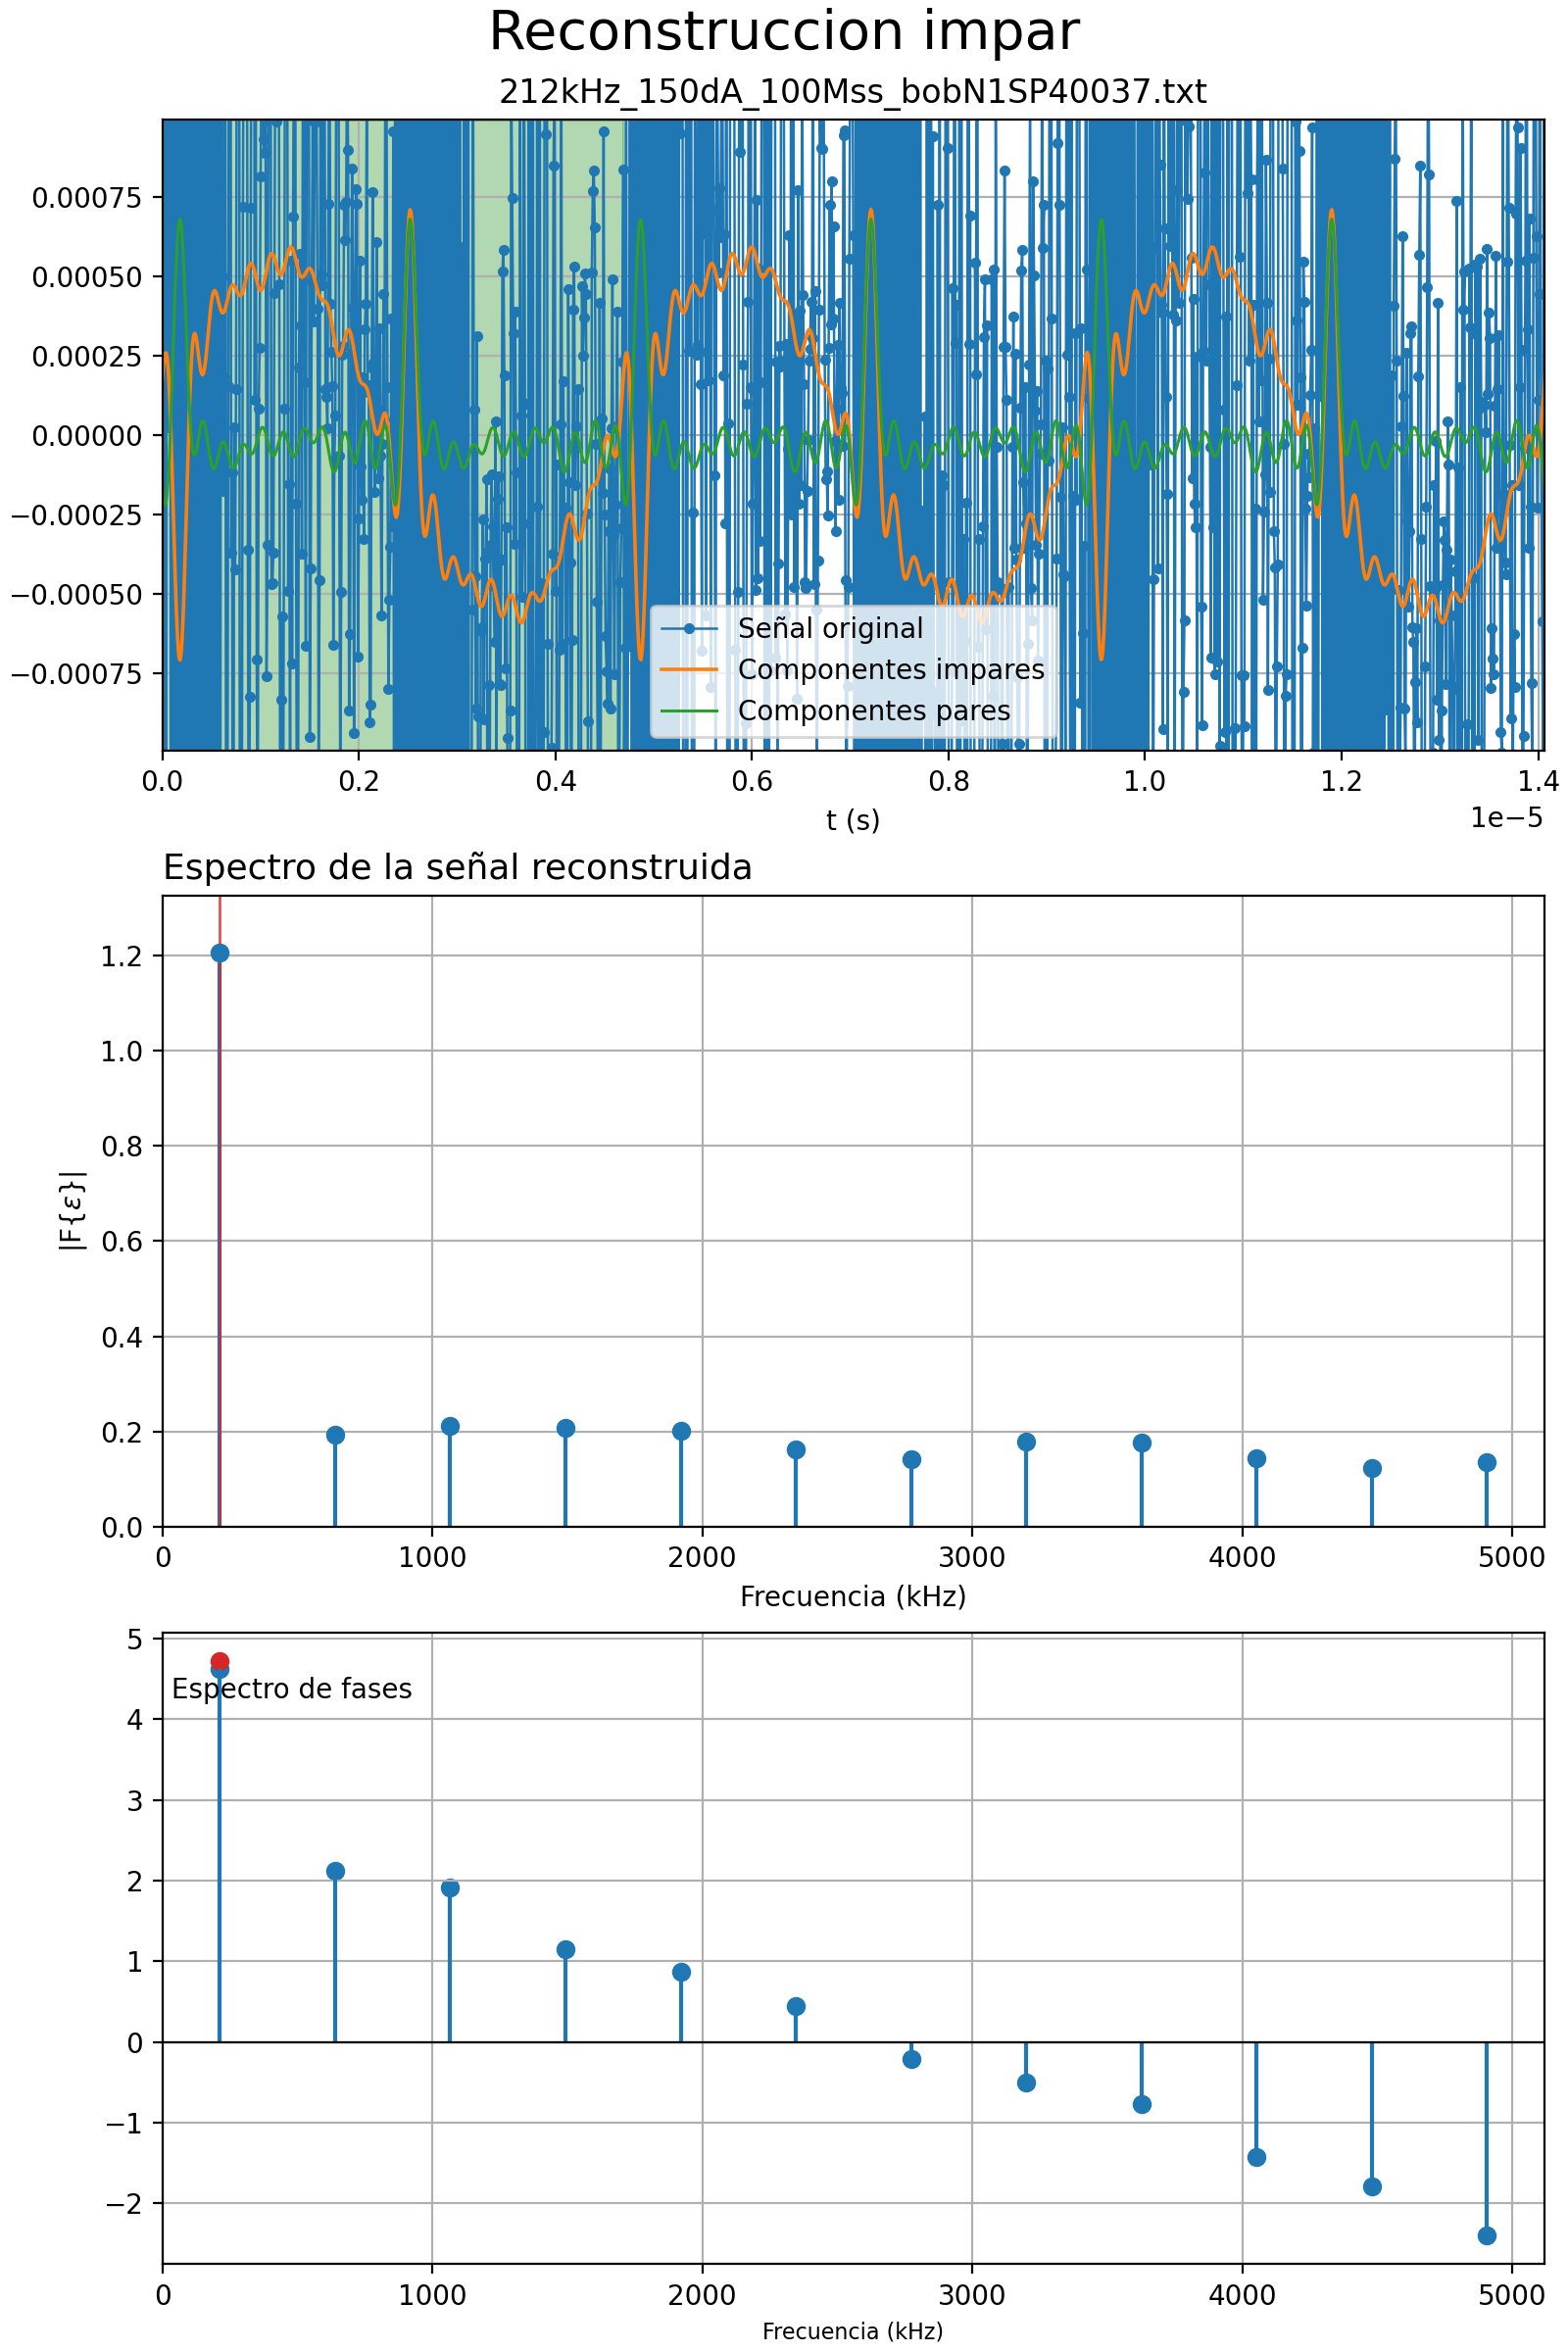 Reconstruccion impar
212kHz_150dA_100Mss_bobN1SP40037.txt
0.00075
0.00050
0.00025
0.00000
−0.00025
−0.00050
−0.00075
Señal original
Componentes impares
Componentes pares
0.0 0.2 0.4 0.6 0.8 1.0 1.2 1.4
1e−5
t (s)
Espectro de la señal reconstruida
1.2
1.0
0.8
0.6
0.4
0.2
0.0
|F{ε}|
0 1000 2000 3000 4000 5000
Frecuencia (kHz)
5
Espectro de fases
4
3
2
1
0
−1
−2
0 1000 2000 3000 4000 5000
Frecuencia (kHz)